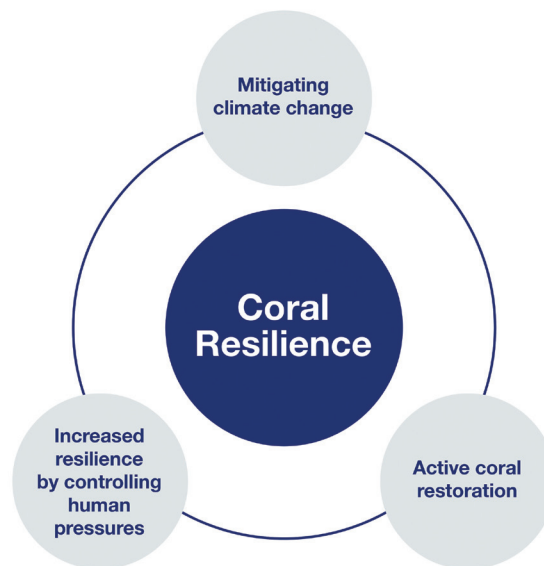 Mitigating
climate change
Coral
Resilience
Increased
resilience
by controlling
human
pressures
Active coral
restoration